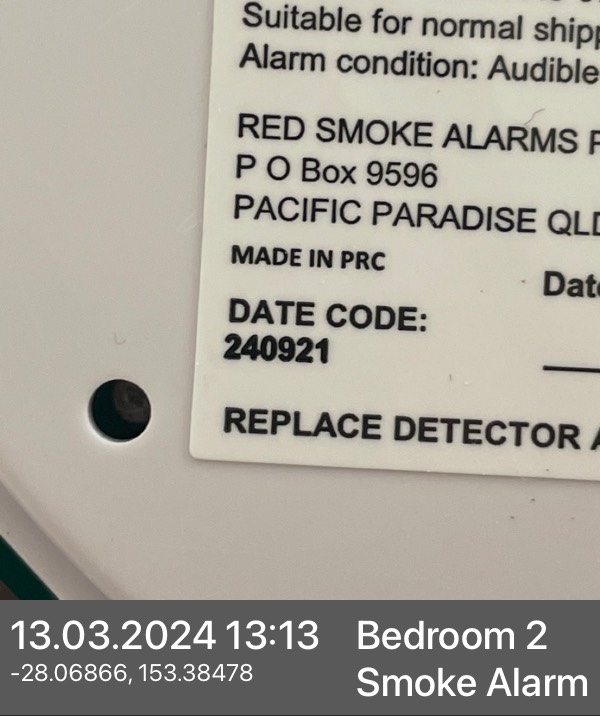 Suitable for normal shipp
Alarm condition: Audible
RED SMOKE ALARMS P
P O Box 9596
PACIFIC PARADISE QLD
MADE IN PRC
Date
DATE CODE:
240921
REPLACE DETECTOR A
13.03.2024 13:13
-28.06866, 153.38478
Bedroom 2
Smoke Alarm